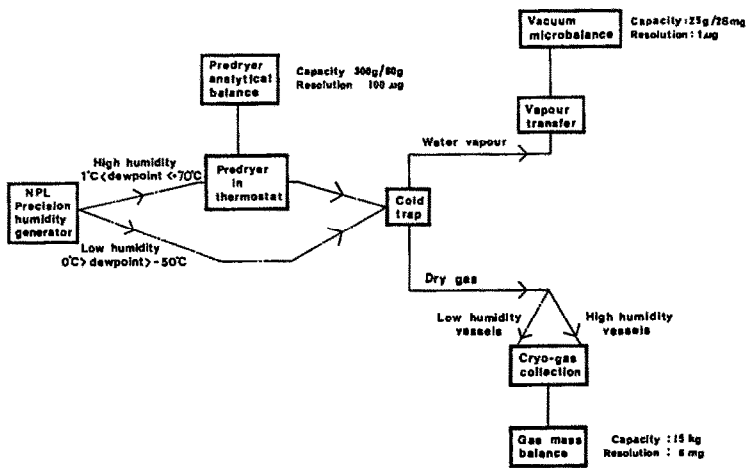 Vacuum
microbalance
Capacity : 25g/26mg
Resolution : 1 µg
Predryer
analytical
balance
Capacity 300g/80g
Resolution 100 µg
Vapour
transfer
Water vapour
High humidity
1°C < dewpoint <+70°C
Predryer
in
thermostat
NPL
Precision
humidity
generator
Cold
trap
Low humidity
0°C > dewpoint > -50°C
Dry gas
Low humidity
vessels
High humidity
vessels
Cryo-gas
collection
Gas mass
balance
Capacity : 15 kg
Resolution : 6 mg